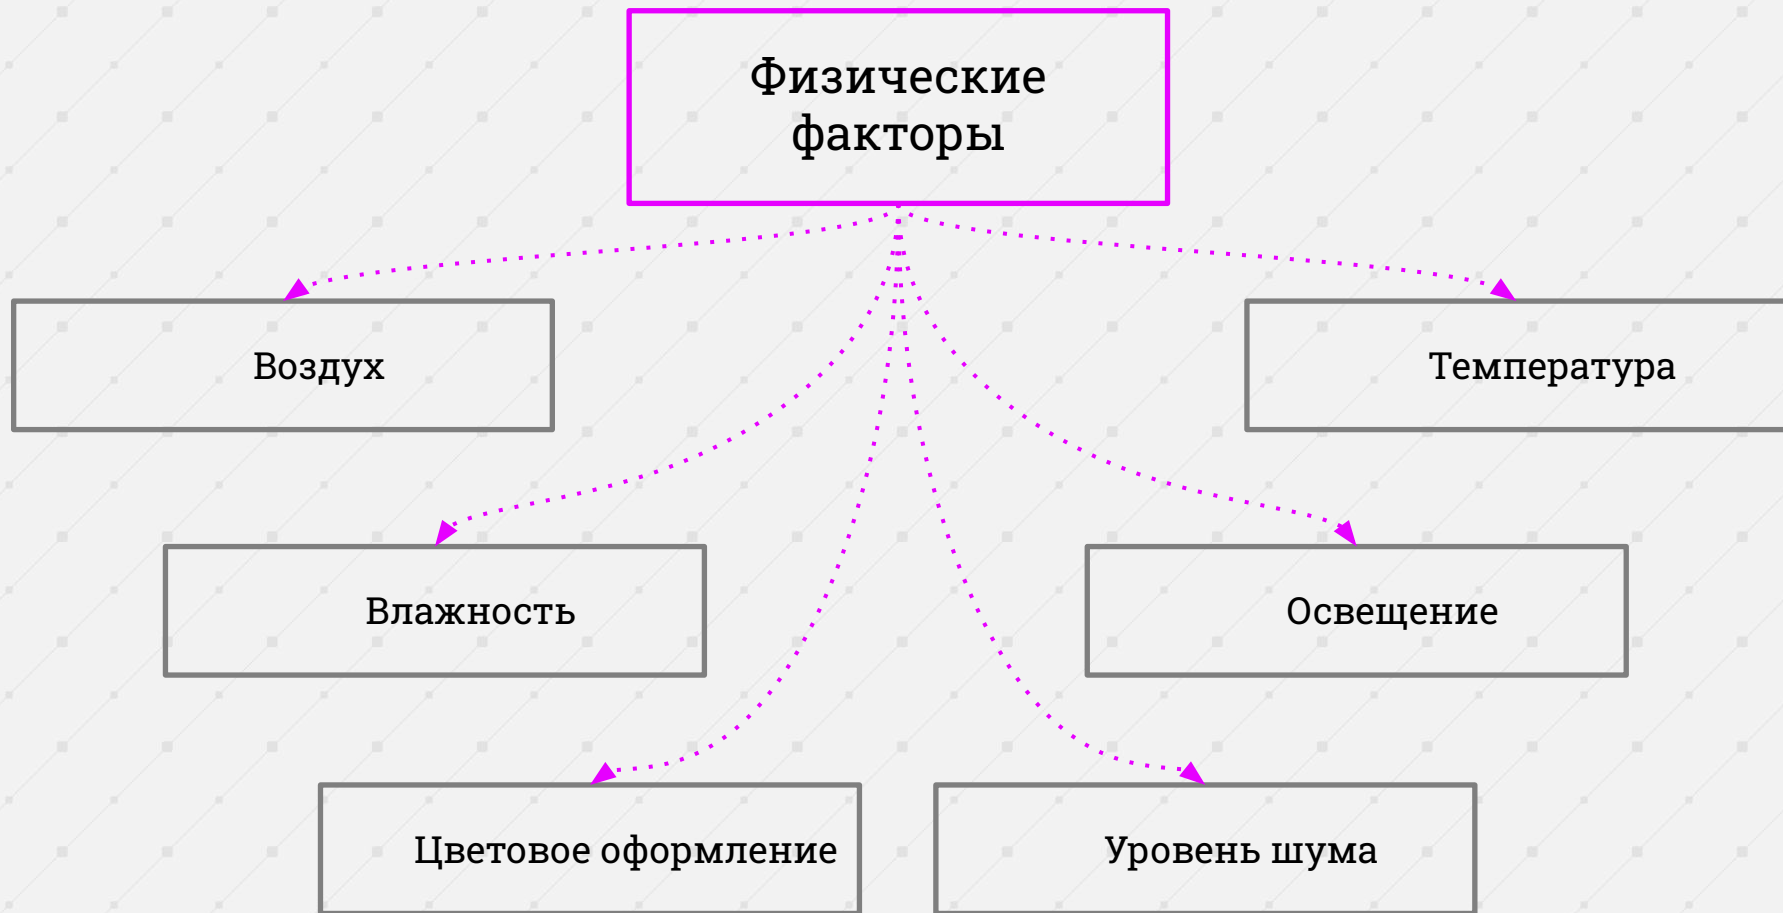 Физические
факторы
Воздух
Температура
Влажность
Освещение
Цветовое оформление
Уровень шума